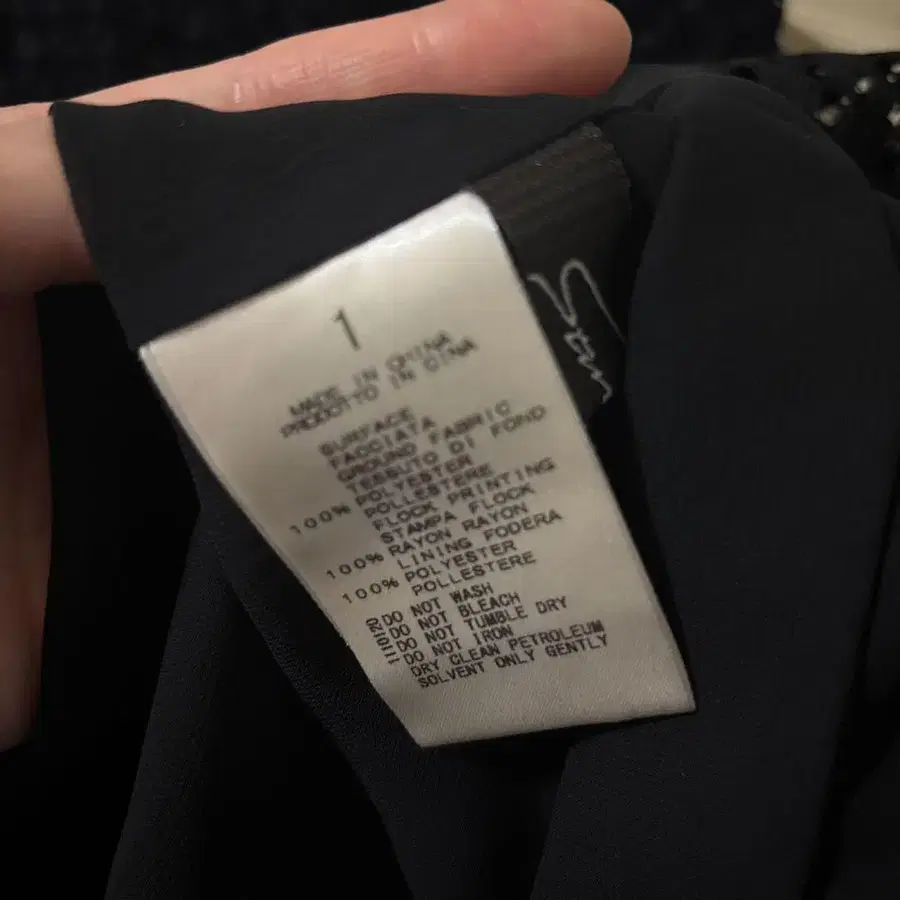 1
MADE IN CHINA
PRODOTTO IN CINA
SURFACE
FACCIATA
GROUND FABRIC
TESSUTO DI FOND
100% POLYESTER
POLLESTERE
FLOCK PRINTING
STAMPA FLOCK
100% RAYON RAYON
LINING FODERA
100% POLYESTER
POLLESTERE
DO NOT WASH
DO NOT BLEACH
DO NOT TUMBLE DRY
DO NOT IRON
DRY CLEAN PETROLEUM
SOLVENT ONLY GENTLY